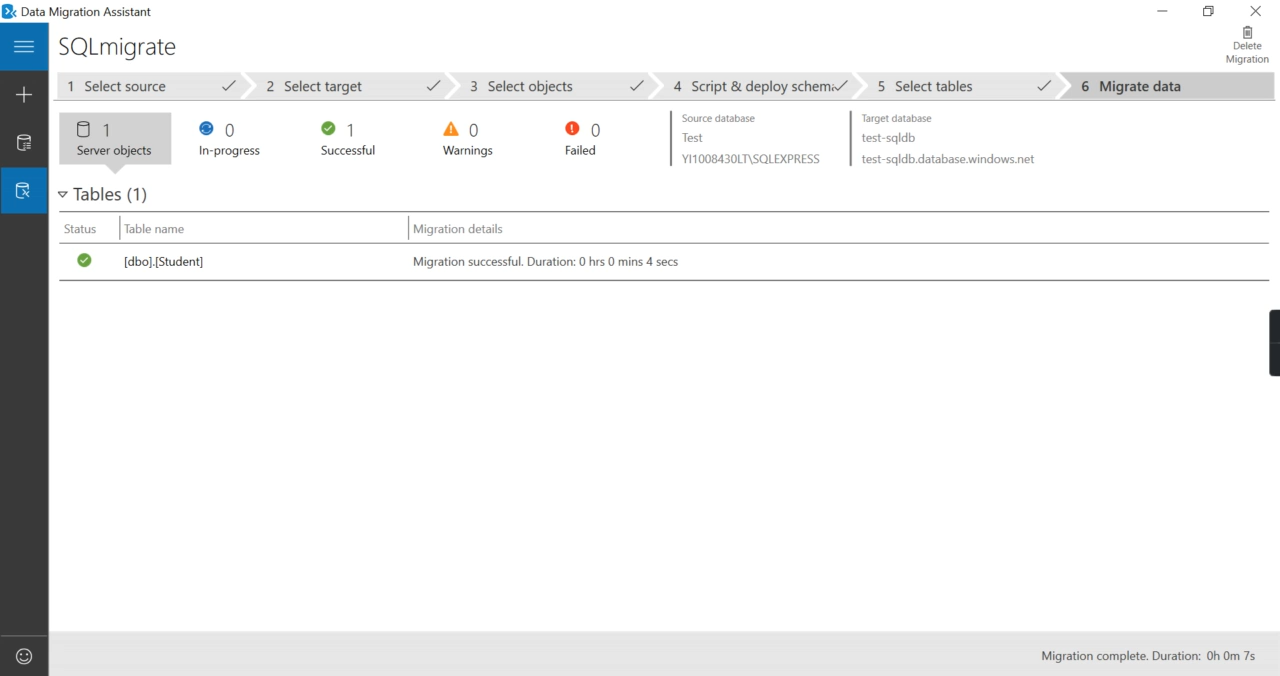 Data Migration Assistant
SQLmigrate
Delete
Migration
1 Select source
2 Select target
3 Select objects
4 Script & deploy schema
5 Select tables
6 Migrate data
1
Server objects
0
In-progress
1
Successful
0
Warnings
0
Failed
Source database
Test
YI1008430LT\SQLEXPRESS
Target database
test-sqldb
test-sqldb.database.windows.net
Tables (1)
Status Table name Migration details
[dbo].[Student] Migration successful. Duration: 0 hrs 0 mins 4 secs
Migration complete. Duration: 0h 0m 7s